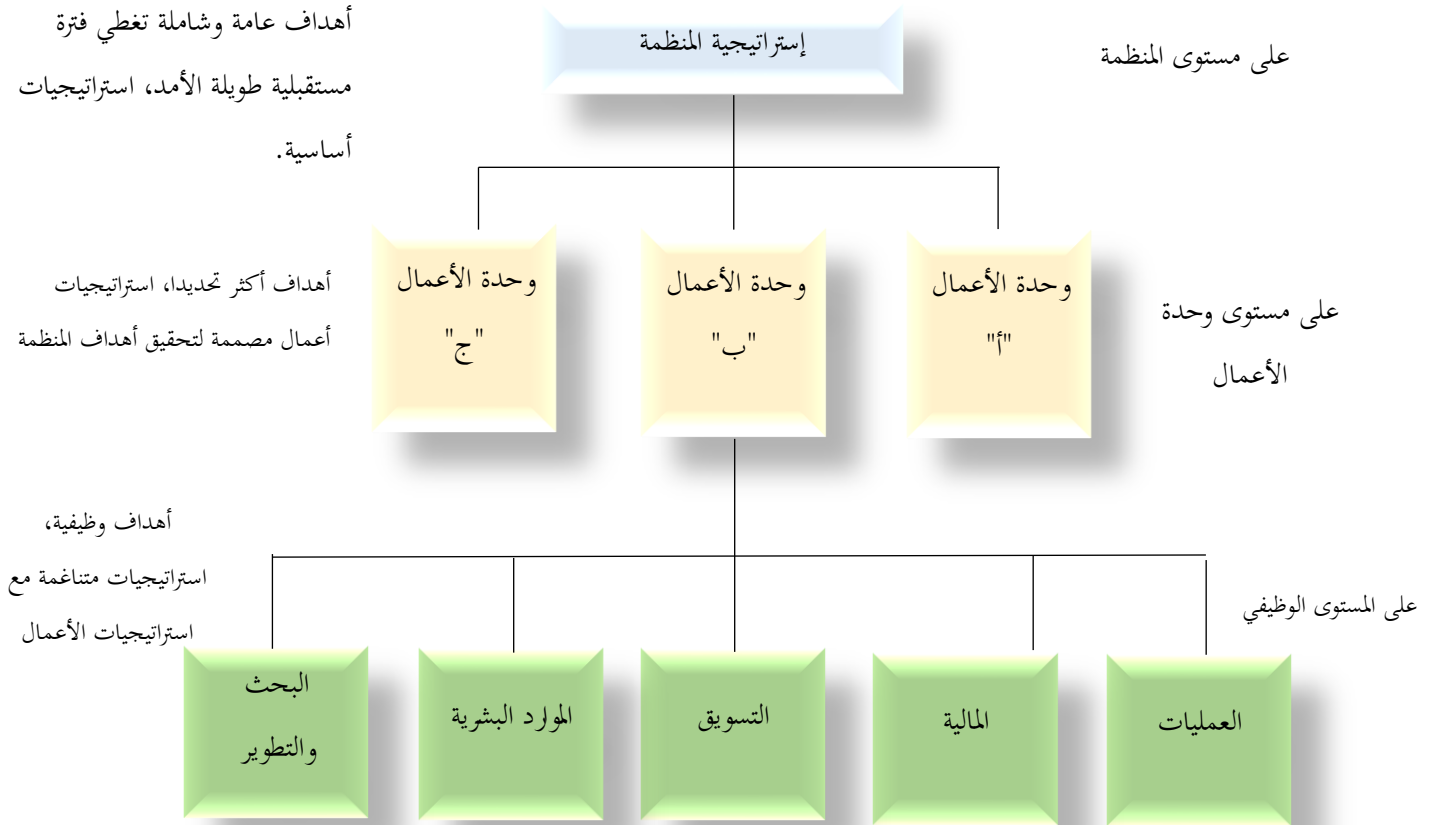 على مستوى المنظمة
إستراتيجية المنظمة
أهداف عامة وشاملة تغطي فترة
مستقبلية طويلة الأمد، استراتيجيات
أساسية.
على مستوى وحدة
الأعمال
وحدة الأعمال
"أ"
وحدة الأعمال
"ب"
وحدة الأعمال
"ج"
أهداف أكثر تحديدا، استراتيجيات
أعمال مصممة لتحقيق أهداف المنظمة
على المستوى الوظيفي
أهداف وظيفية،
استراتيجيات متناغمة مع
استراتيجيات الأعمال
العمليات
المالية
التسويق
الموارد البشرية
البحث
والتطوير